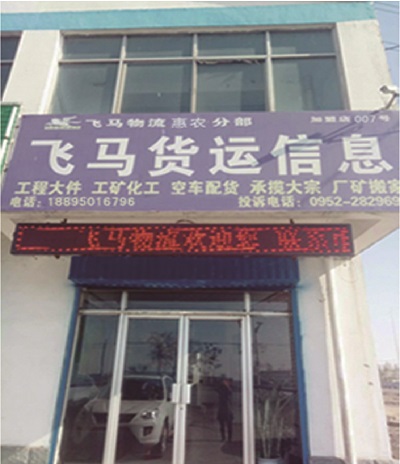 飞马物流 惠农 分部 加盟店 007号
飞马货运信息
工程大件 工矿化工 空车配货 承揽大宗 厂矿搬家
电话：18895016796 投诉电话：0952-282969
飞马物流欢迎您 联系